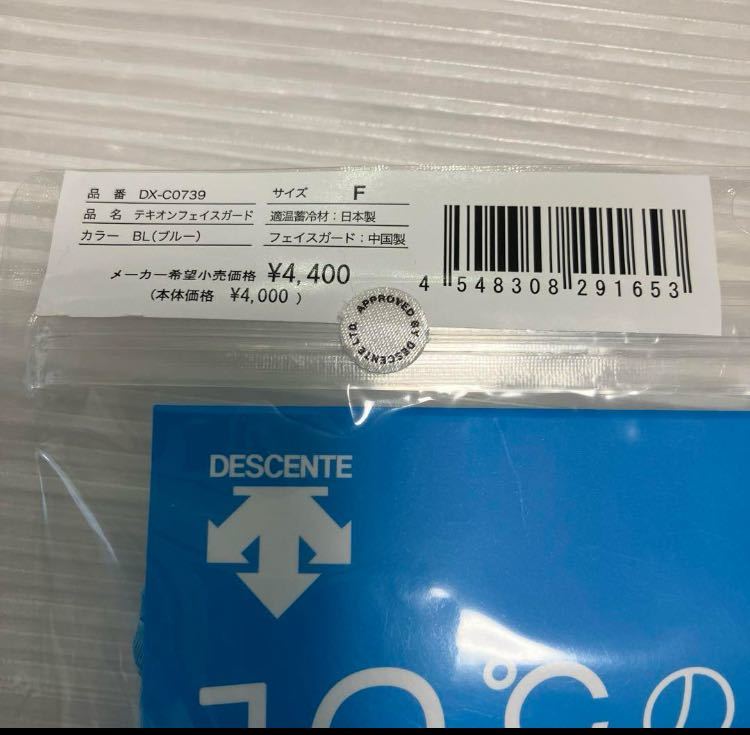 品 番 DX-C0739
品 名 テキオンフェイスガード
カラー BL(ブルー)
サイズ F
適温蓄冷材：日本製
フェイスガード：中国製
メーカー希望小売価格 ¥4,400
(本体価格 ¥4,000 )
4 548308 291653
APPROVED BY DESCENTE LTD.
DESCENTE
10℃の